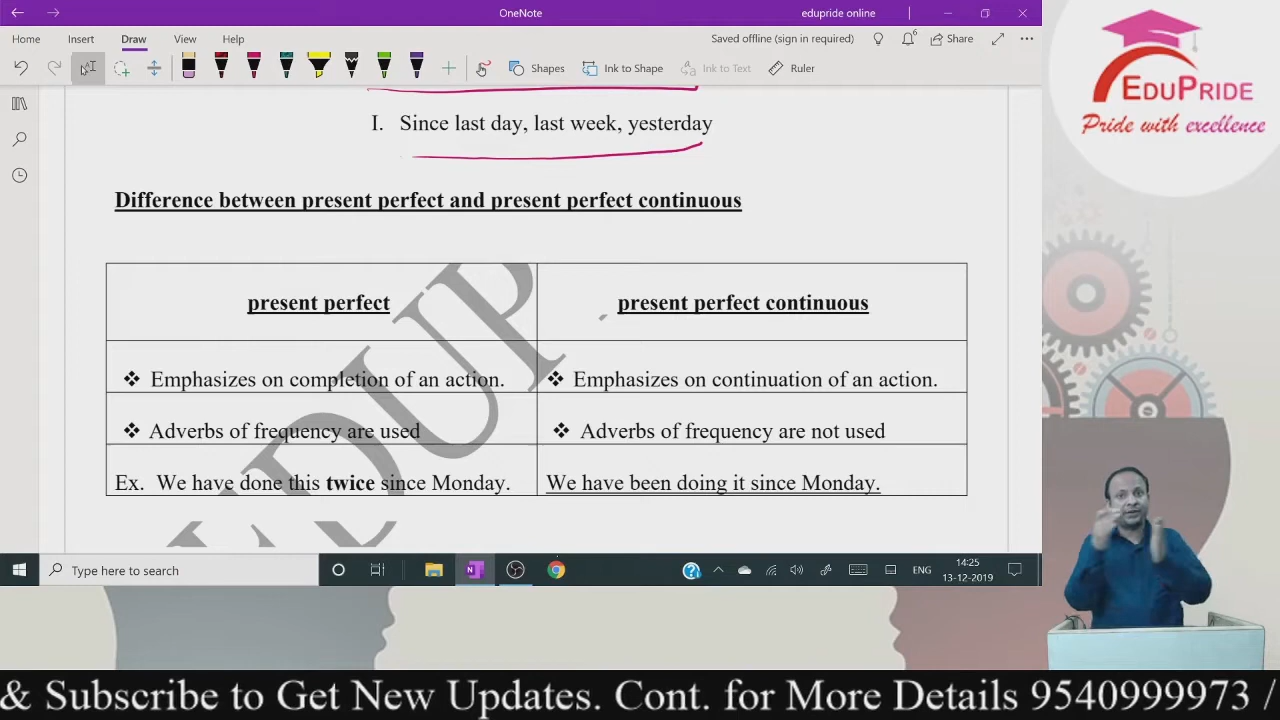 OneNote
edupride online
Home Insert Draw View Help
Saved offline (sign in required)
Share
Shapes
Ink to Shape
Ink to Text
Ruler
I. Since last day, last week, yesterday
Difference between present perfect and present perfect continuous
present perfect
present perfect continuous
❖ Emphasizes on completion of an action.
❖ Emphasizes on continuation of an action.
❖ Adverbs of frequency are used
❖ Adverbs of frequency are not used
Ex. We have done this twice since Monday.
We have been doing it since Monday.
EDUP
Type here to search
ENG
14:25
13-12-2019
EDUPRIDE
Pride with excellence
& Subscribe to Get New Updates. Cont. for More Details 9540999973 /